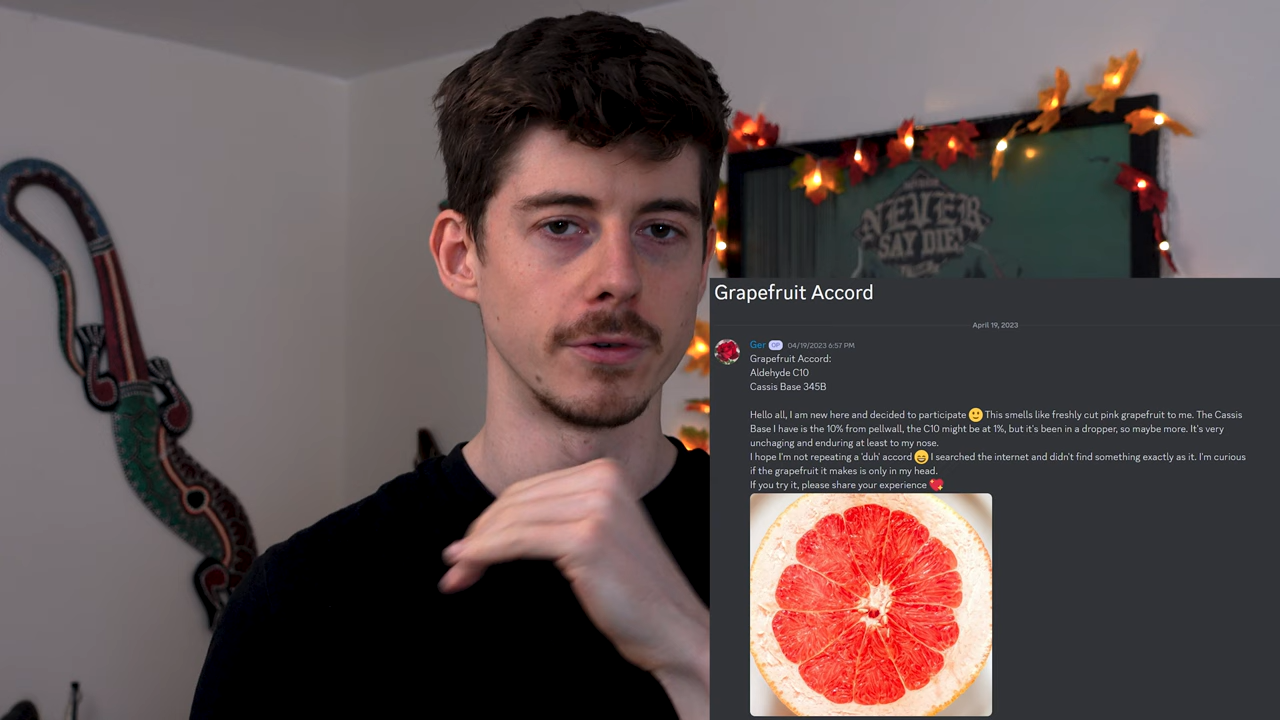 NEVER
SAY DIE!
Grapefruit Accord
April 19, 2023
Ger OP 04/19/2023 6:57 PM
Grapefruit Accord:
Aldehyde C10
Cassis Base 345B
Hello all, I am new here and decided to participate 🙂 This smells like freshly cut pink grapefruit to me. The Cassis
Base I have is the 10% from pellwall, the C10 might be at 1%, but it's been in a dropper, so maybe more. It's very
unchaging and enduring at least to my nose.
I hope I'm not repeating a 'duh' accord 😄 I searched the internet and didn't find something exactly as it. I'm curious
if the grapefruit it makes is only in my head.
If you try it, please share your experience 💖